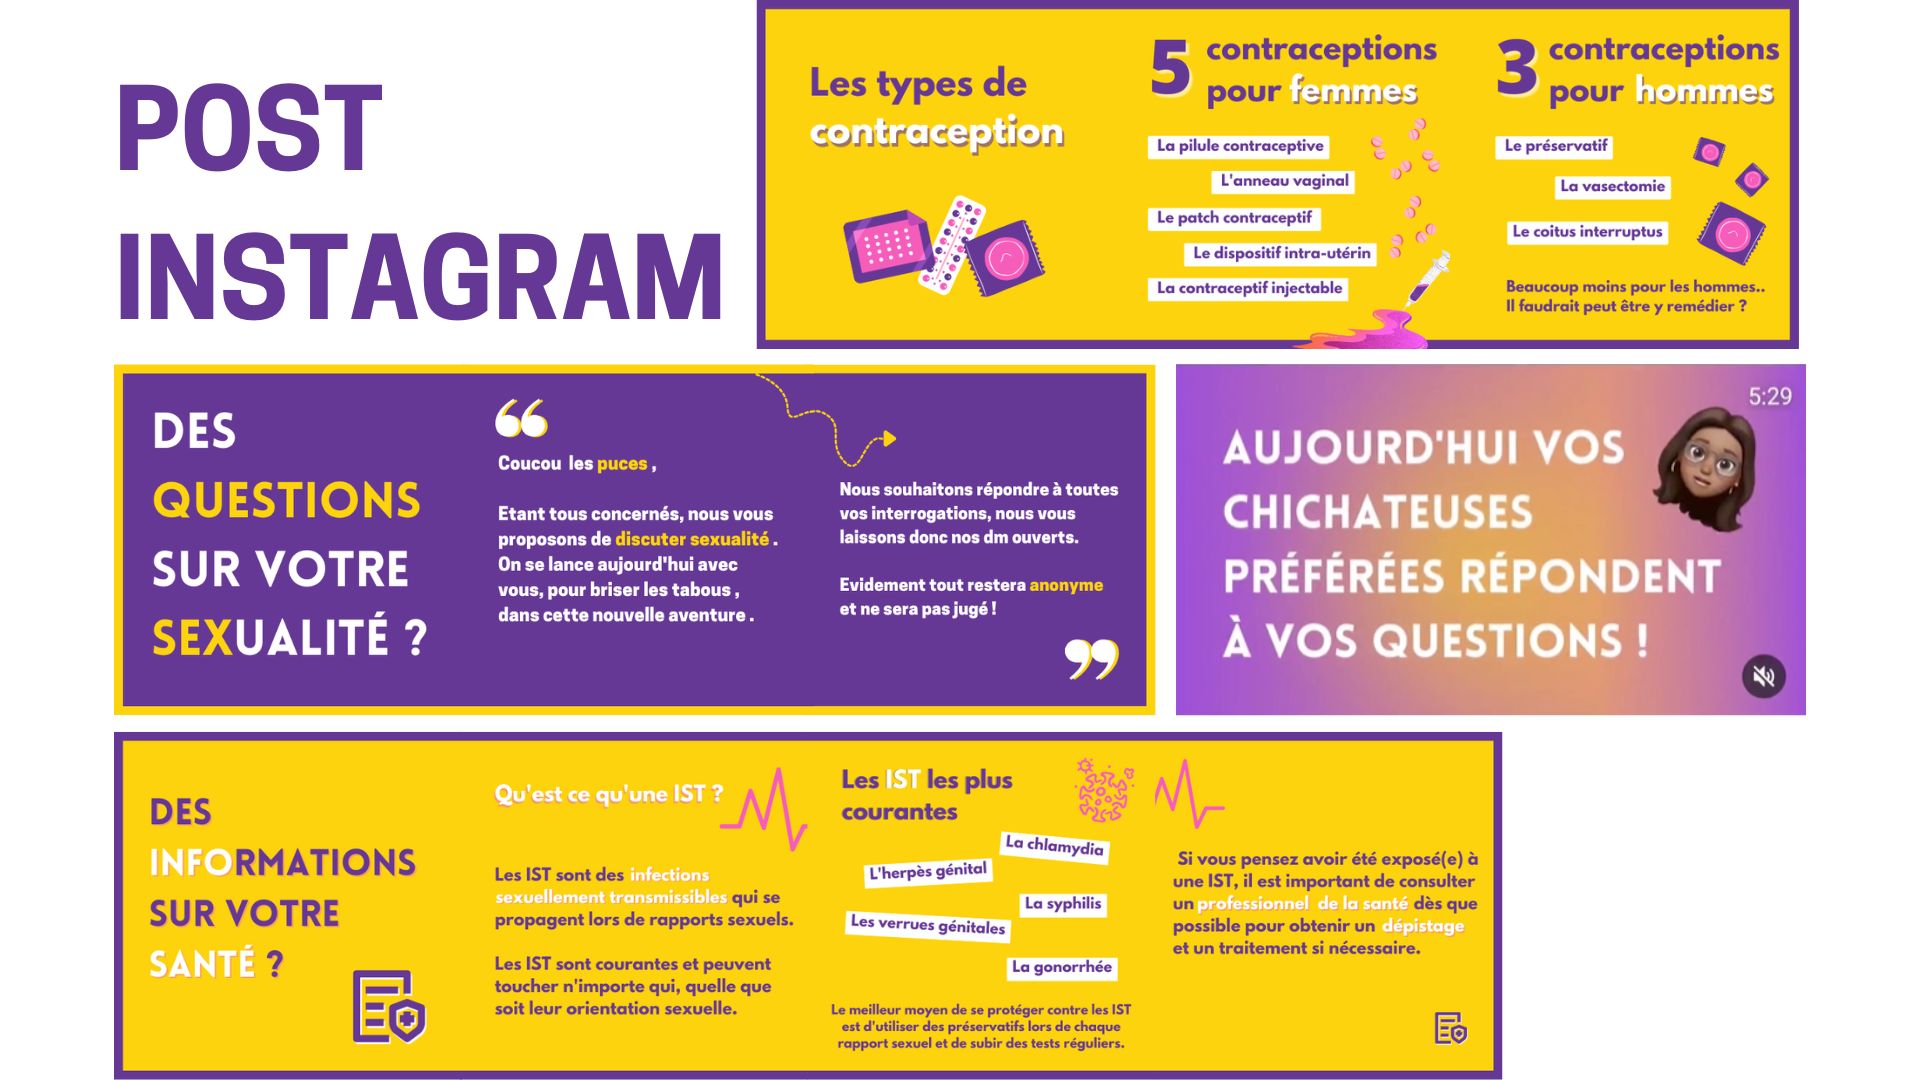 POST
INSTAGRAM
Les types de
contraception
5 contraceptions
pour femmes
La pilule contraceptive
L'anneau vaginal
Le patch contraceptif
Le dispositif intra-utérin
La contraceptif injectable
3 contraceptions
pour hommes
Le préservatif
La vasectomie
Le coitus interruptus
Beaucoup moins pour les hommes..
Il faudrait peut être y remédier ?
DES
QUESTIONS
SUR VOTRE
SEXUALITÉ ?
“
Coucou les puces ,
Etant tous concernés, nous vous
proposons de discuter sexualité .
On se lance aujourd'hui avec
vous, pour briser les tabous ,
dans cette nouvelle aventure .
Nous souhaitons répondre à toutes
vos interrogations, nous vous
laissons donc nos dm ouverts.
Evidement tout restera anonyme
et ne sera pas jugé !
”
5:29
AUJOURD'HUI VOS
CHICHATEUSES
PRÉFÉRÉES RÉPONDENT
À VOS QUESTIONS !
DES
INFORMATIONS
SUR VOTRE
SANTÉ ?
Qu'est ce qu'une IST ?
Les IST sont des infections
sexuellement transmissibles qui se
propagent lors de rapports sexuels.
Les IST sont courantes et peuvent
toucher n'importe qui, quelle que
soit leur orientation sexuelle.
Les IST les plus
courantes
La chlamydia
L'herpès génital
La syphilis
Les verrues génitales
La gonorrhée
Le meilleur moyen de se protéger contre les IST
est d'utiliser des préservatifs lors de chaque
rapport sexuel et de subir des tests réguliers.
Si vous pensez avoir été exposé(e) à
une IST, il est important de consulter
un professionnel de la santé dès que
possible pour obtenir un dépistage
et un traitement si nécessaire.